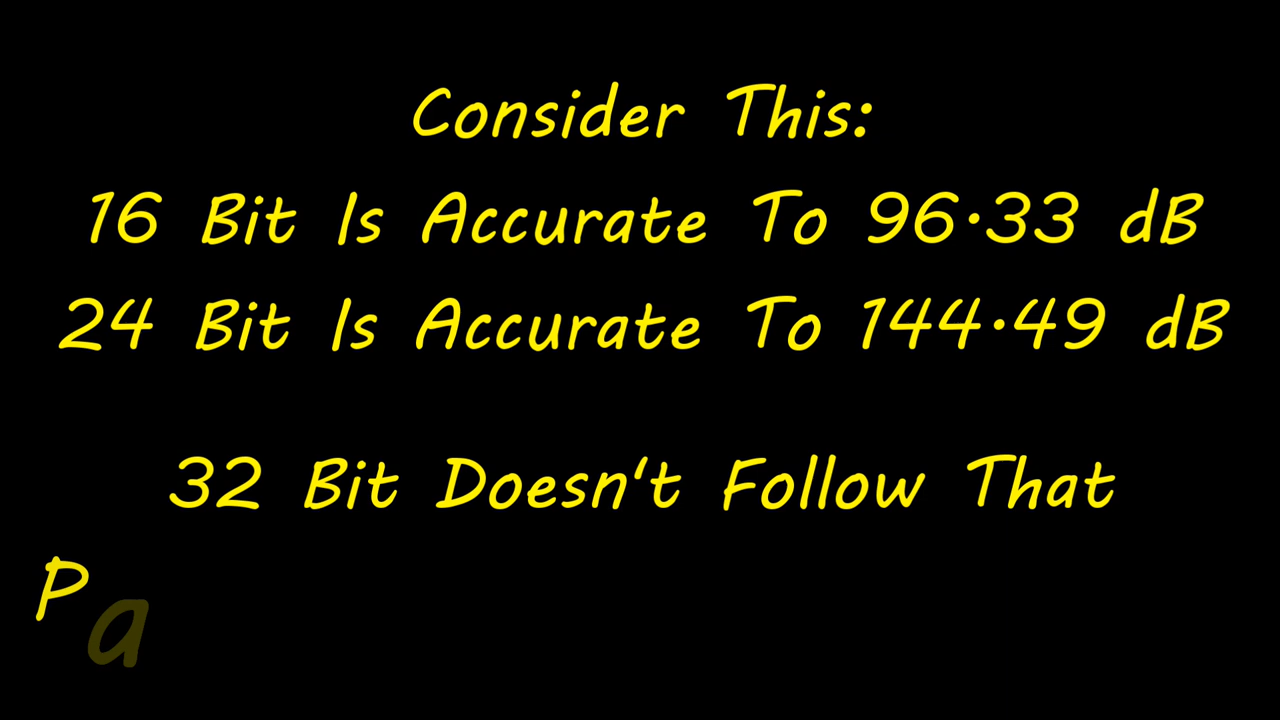 Consider This:
16 Bit Is Accurate To 96·33 dB
24 Bit Is Accurate To 144·49 dB
32 Bit Doesn't Follow That
Pa